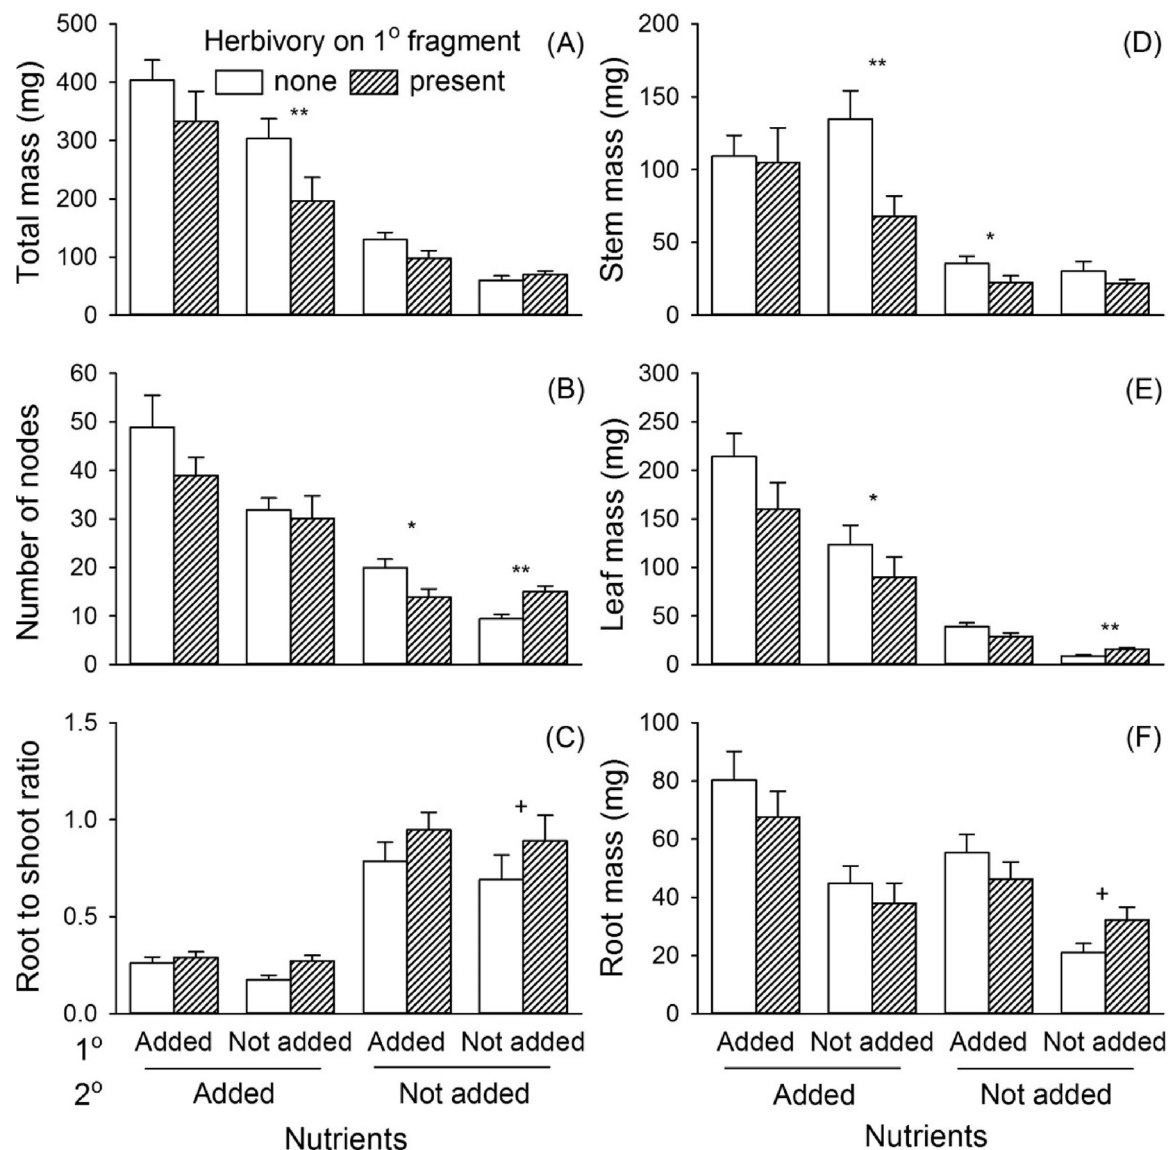 Herbivory on 1º fragment
none present
(A)
Total mass (mg)
500
400
300
200
100
0
**
(D)
Stem mass (mg)
200
150
100
50
0
**
*
(B)
Number of nodes
60
50
40
30
20
10
0
*
**
(E)
Leaf mass (mg)
300
250
200
150
100
50
0
*
**
(C)
Root to shoot ratio
1.5
1.0
0.5
0.0
+
(F)
Root mass (mg)
100
80
60
40
20
0
+
1º Added Not added Added Not added
2º Added Not added
Nutrients
Added Not added Added Not added
Added Not added
Nutrients